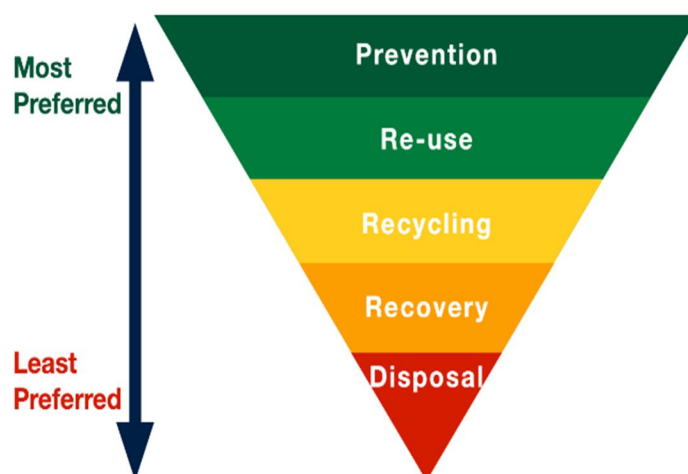 Prevention
Most
Preferred
Re-use
Recycling
Recovery
Least
Preferred
Disposal